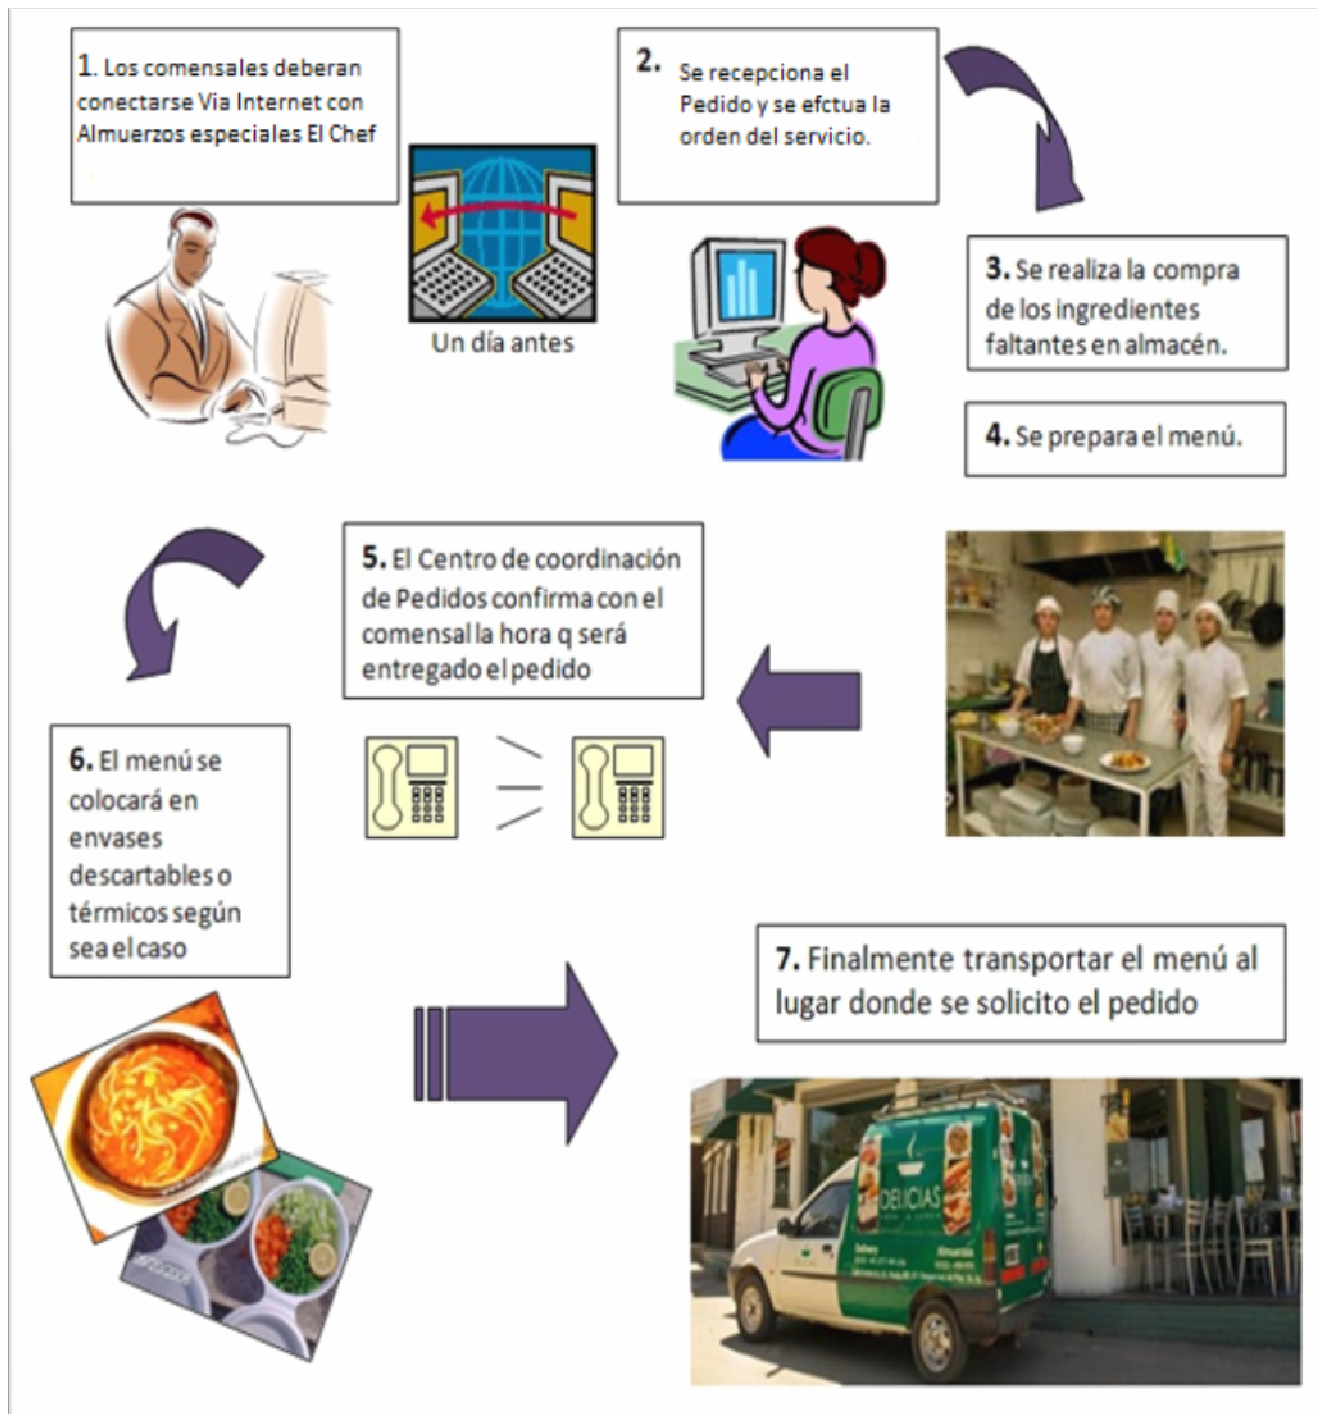 1. Los comensales deberan
conectarse Via Internet con
Almuerzos especiales El Chef
Un día antes
2. Se recepciona el
Pedido y se efctua la
orden del servicio.
3. Se realiza la compra
de los ingredientes
faltantes en almacén.
4. Se prepara el menú.
5. El Centro de coordinación
de Pedidos confirma con el
comensal la hora q será
entregado el pedido
6. El menú se
colocará en
envases
descartables o
térmicos según
sea el caso
7. Finalmente transportar el menú al
lugar donde se solicito el pedido
DELICIAS
Delivery
Almuerzos